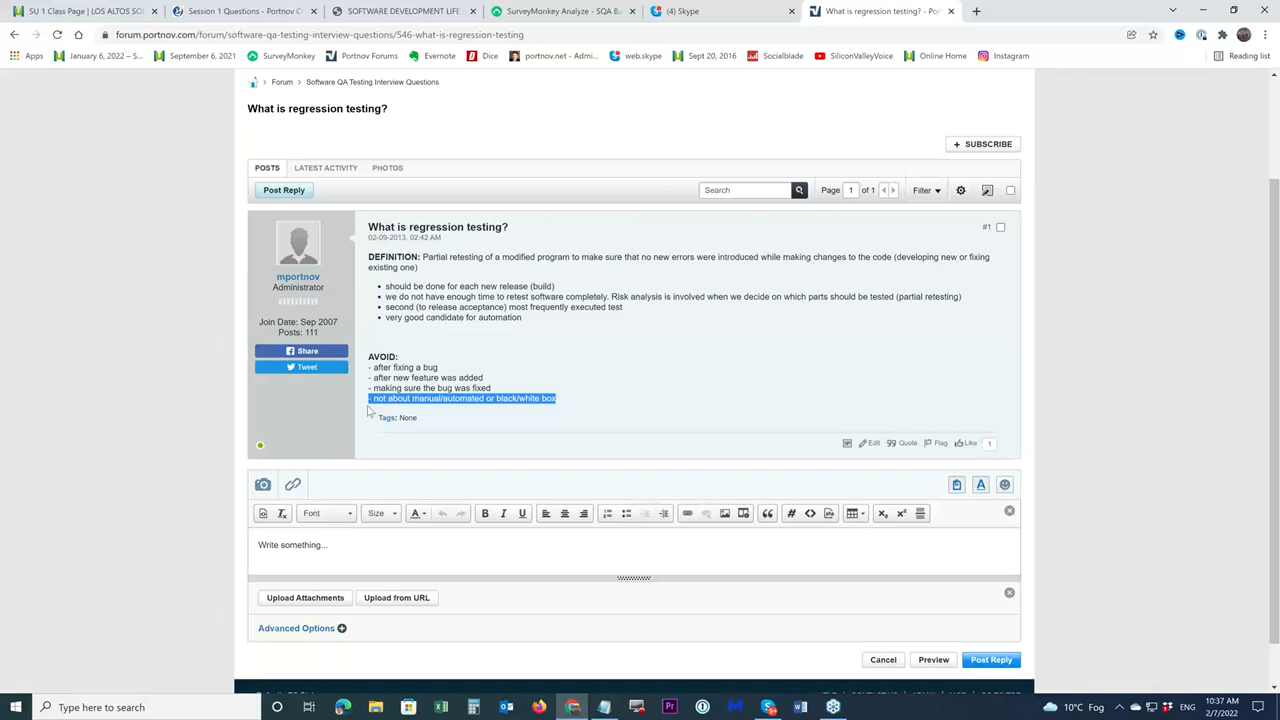 SU 1 Class Page | LOS ALTOS SC
Session 1 Questions - Portnov C
SOFTWARE DEVELOPMENT LIFE
SurveyMonkey Analyze - SQA Ba
(4) Skype
What is regression testing? - Por
forum.portnov.com/forum/software-qa-testing-interview-questions/546-what-is-regression-testing
Apps
January 6, 2022 – ...
September 6, 2021
SurveyMonkey
Portnov Forums
Evernote
Dice
portnov.net - Admi...
Sept 20, 2016
web.skype
Socialblade
SiliconValleyVoice
Online Home
Instagram
Reading list
Forum
Software QA Testing Interview Questions
What is regression testing?
+ SUBSCRIBE
POSTS
LATEST ACTIVITY
PHOTOS
Post Reply
Search
Page 1 of 1
Filter
What is regression testing?
#1
02-09-2013, 02:42 AM
mportnov
Administrator
Join Date: Sep 2007
Posts: 111
Share
Tweet
DEFINITION: Partial retesting of a modified program to make sure that no new errors were introduced while making changes to the code (developing new or fixing
existing one)
• should be done for each new release (build)
• we do not have enough time to retest software completely. Risk analysis is involved when we decide on which parts should be tested (partial retesting)
• second (to release acceptance) most frequently executed test
• very good candidate for automation
AVOID:
- after fixing a bug
- after new feature was added
- making sure the bug was fixed
- not about manual/automated or black/white box
Tags: None
Edit
Quote
Flag
Like
1
Font
Size
A
B
I
U
Write something...
Upload Attachments
Upload from URL
Advanced Options
Cancel
Preview
Post Reply
Type here to search
10°C Fog
10:37 AM
2/7/2022